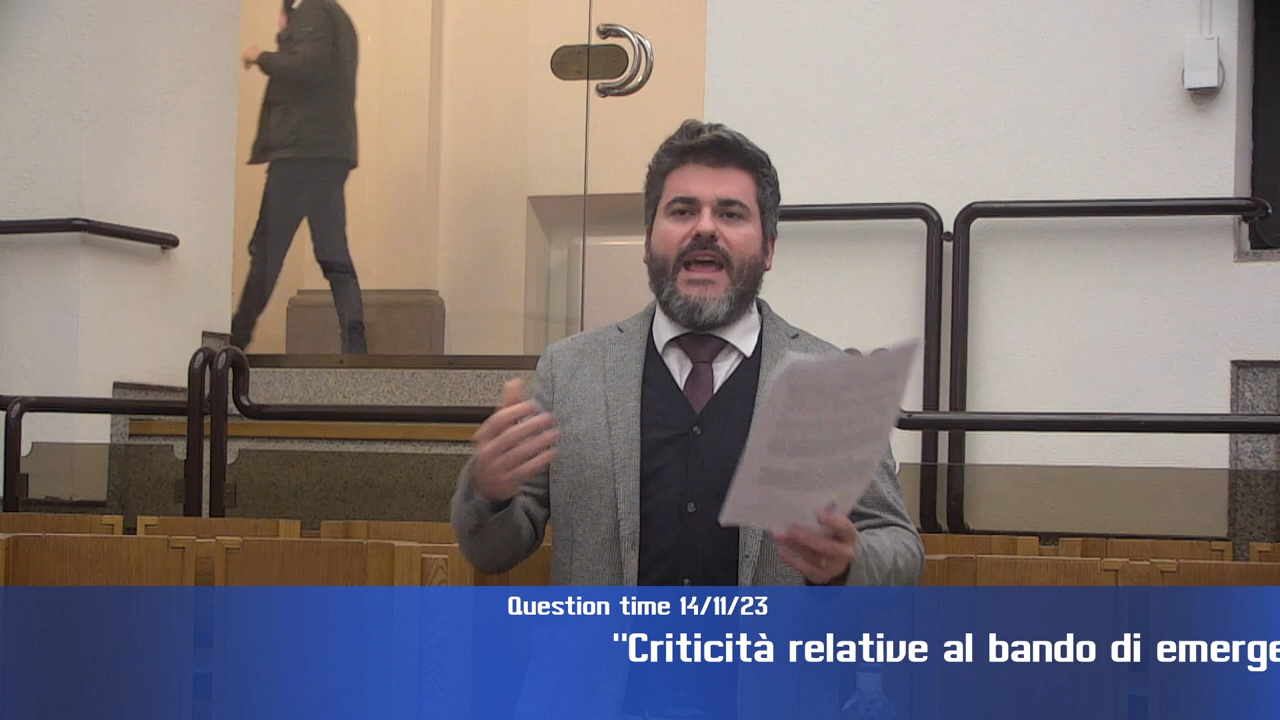 Question time 14/11/23
"Criticità relative al bando di emerge